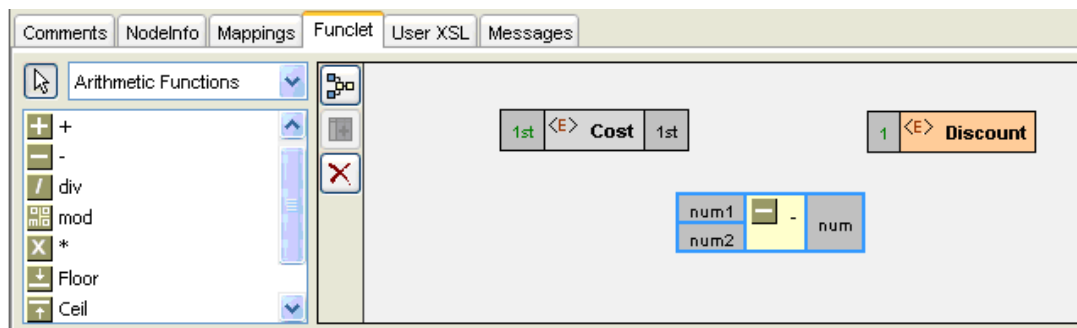 Comments NodeInfo Mappings Funclet User XSL Messages
Arithmetic Functions
+
-
div
mod
*
Floor
Ceil
1st <E> Cost 1st
1 <E> Discount
num1 - num
num2